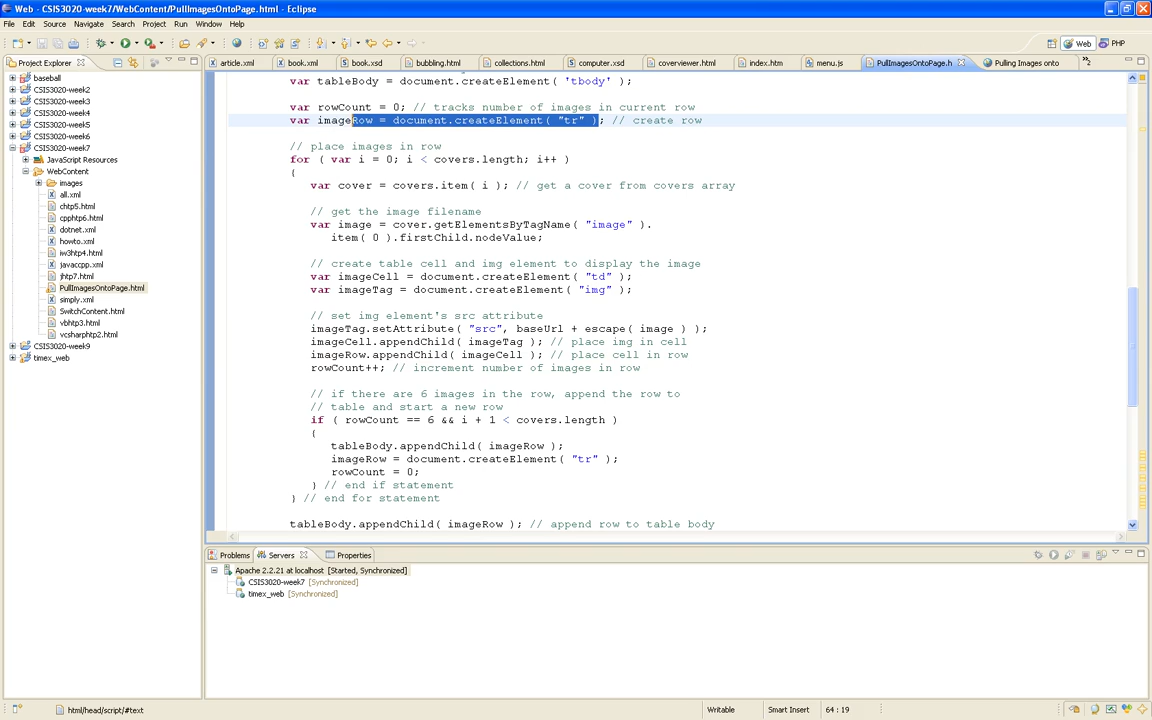 Web - CSIS3020-week7/WebContent/PullImagesOntoPage.html - Eclipse
File Edit Source Navigate Search Project Run Window Help
Web PHP
Project Explorer
article.xml book.xml book.xsd bubbling.html collections.html computer.xsd coverviewer.html index.htm menu.js PullImagesOntoPage.h Pulling Images onto »2
baseball
CSIS3020-week2
CSIS3020-week3
CSIS3020-week4
CSIS3020-week5
CSIS3020-week6
CSIS3020-week7
JavaScript Resources
WebContent
images
all.xml
chtp5.html
cpphtp6.html
dotnet.xml
howto.xml
iw3htp4.html
javaccpp.xml
jhtp7.html
PullImagesOntoPage.html
simply.xml
SwitchContent.html
vbhtp3.html
vcsharphtp2.html
CSIS3020-week9
timex_web
var tableBody = document.createElement( 'tbody' );
var rowCount = 0; // tracks number of images in current row
var imageRow = document.createElement( "tr" ); // create row
// place images in row
for ( var i = 0; i < covers.length; i++ )
{
var cover = covers.item( i ); // get a cover from covers array
// get the image filename
var image = cover.getElementsByTagName( "image" ).
item( 0 ).firstChild.nodeValue;
// create table cell and img element to display the image
var imageCell = document.createElement( "td" );
var imageTag = document.createElement( "img" );
// set img element's src attribute
imageTag.setAttribute( "src", baseUrl + escape( image ) );
imageCell.appendChild( imageTag ); // place img in cell
imageRow.appendChild( imageCell ); // place cell in row
rowCount++; // increment number of images in row
// if there are 6 images in the row, append the row to
// table and start a new row
if ( rowCount == 6 && i + 1 < covers.length )
{
tableBody.appendChild( imageRow );
imageRow = document.createElement( "tr" );
rowCount = 0;
} // end if statement
} // end for statement
tableBody.appendChild( imageRow ); // append row to table body
Problems Servers Properties
Apache 2.2.21 at localhost [Started, Synchronized]
CSIS3020-week7 [Synchronized]
timex_web [Synchronized]
html/head/script/#text Writable Smart Insert 64 : 19